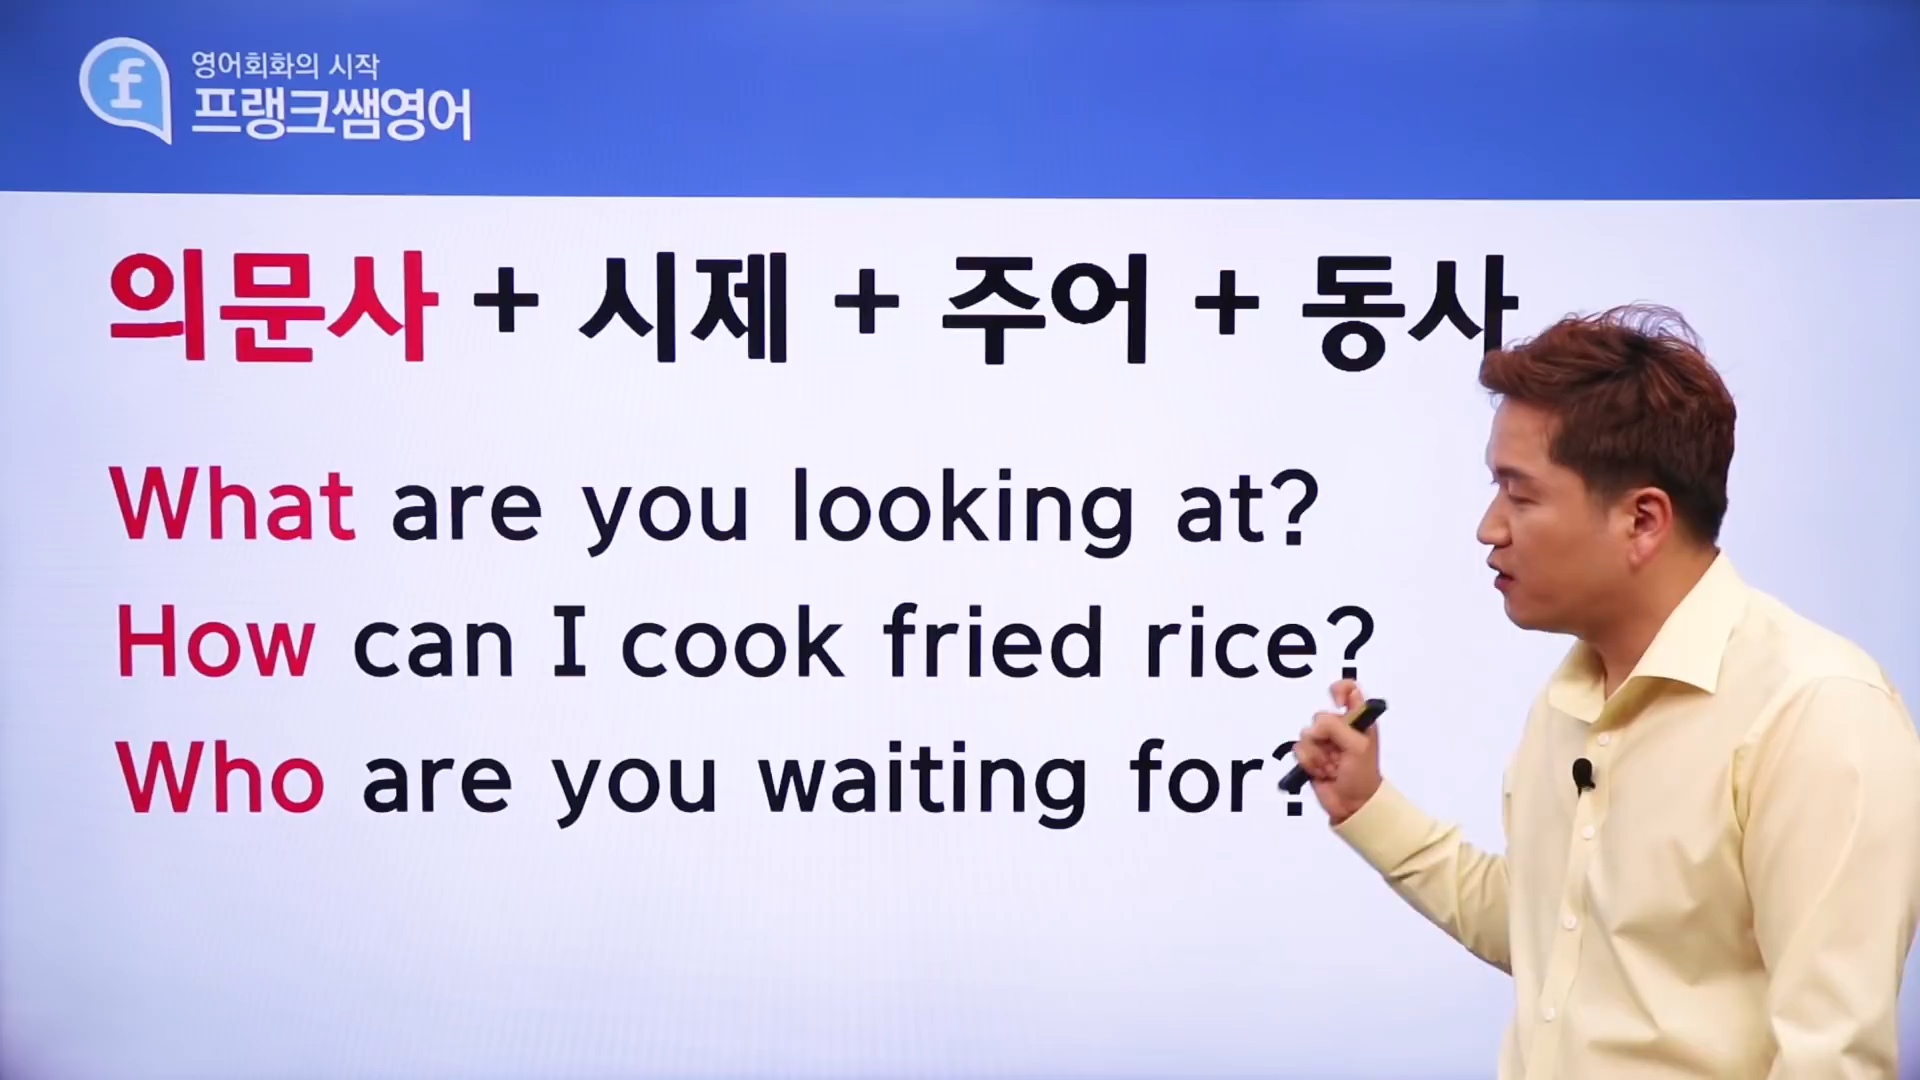 영어회화의 시작
프랭크쌤영어
의문사 + 시제 + 주어 + 동사
What are you looking at?
How can I cook fried rice?
Who are you waiting for?